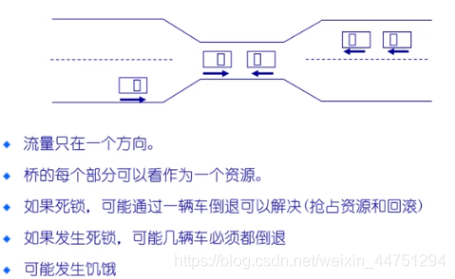 流量只在一个方向。
桥的每个部分可以看作为一个资源。
如果死锁，可能通过一辆车倒退可以解决(抢占资源和回滚)
如果发生死锁，可能几辆车必须都倒退
可能发生饥饿
https://blog.csdn.net/weixin_44751294